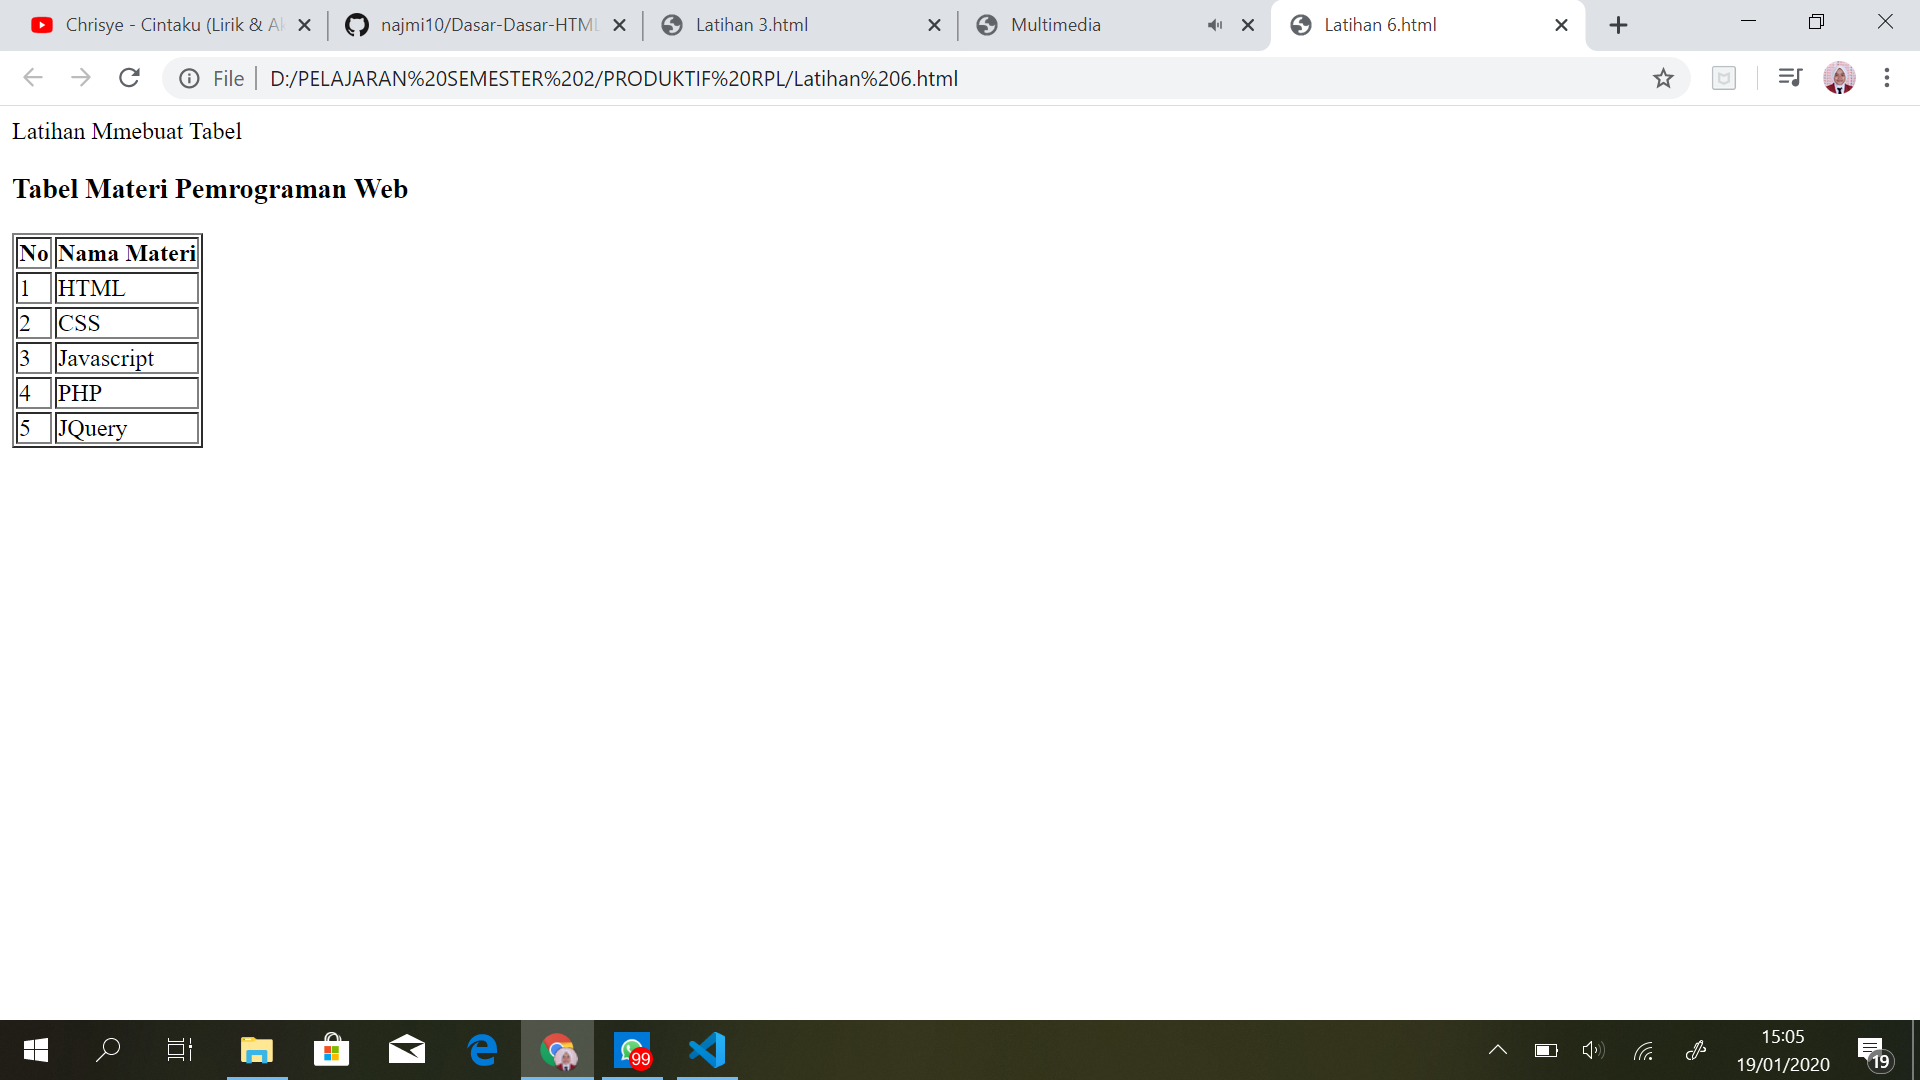 Chrisye - Cintaku (Lirik & Ak
najmi10/Dasar-Dasar-HTML
Latihan 3.html
Multimedia
Latihan 6.html
File
D:/PELAJARAN%20SEMESTER%202/PRODUKTIF%20RPL/Latihan%206.html
Latihan Mmebuat Tabel
Tabel Materi Pemrograman Web
No Nama Materi
1 HTML
2 CSS
3 Javascript
4 PHP
5 JQuery
99
15:05
19/01/2020
19